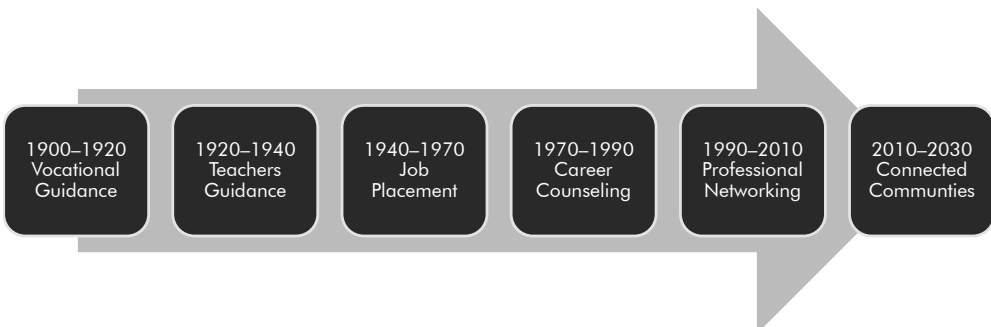 1900–1920
Vocational
Guidance
1920–1940
Teachers
Guidance
1940–1970
Job
Placement
1970–1990
Career
Counseling
1990–2010
Professional
Networking
2010–2030
Connected
Communties